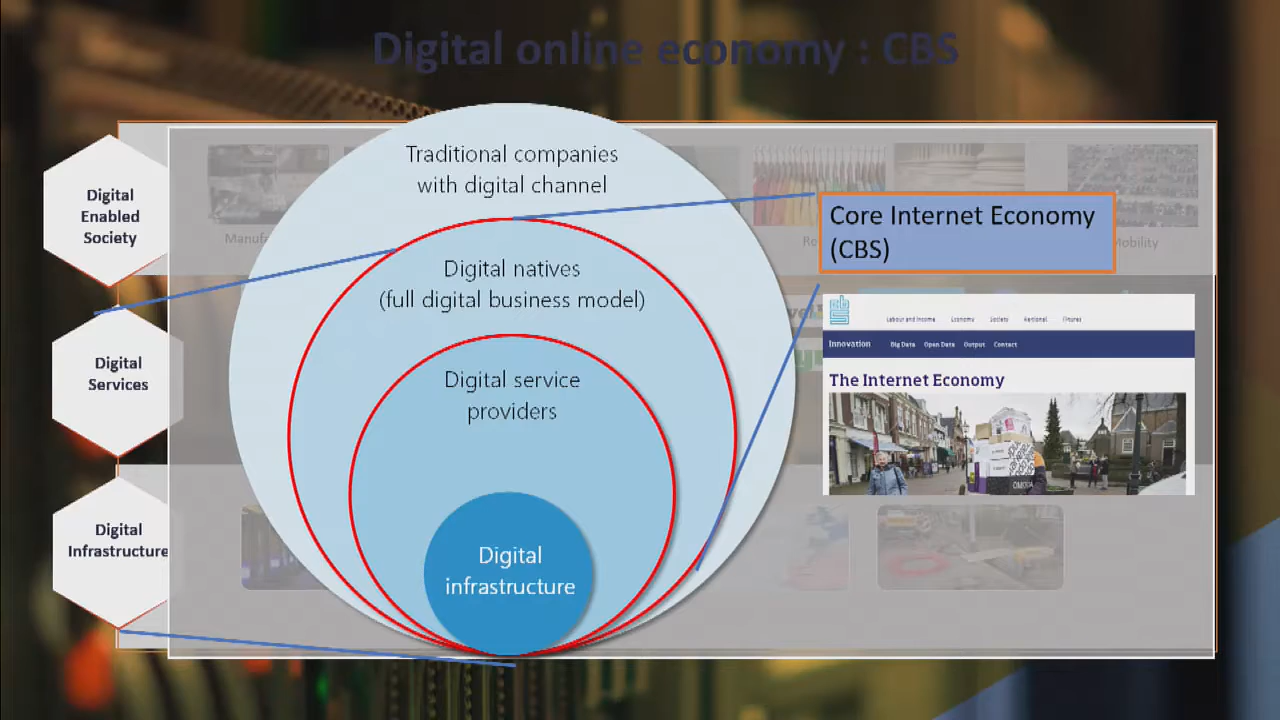 Digital online economy : CBS
Traditional companies
with digital channel
Digital
Enabled
Society
Core Internet Economy
(CBS)
Digital natives
(full digital business model)
Labour and Income Economy Society Regional Figures
Innovation Big Data Open Data Output Contact
Digital
Services
Digital service
providers
The Internet Economy
Digital
Infrastructure
Digital
infrastructure